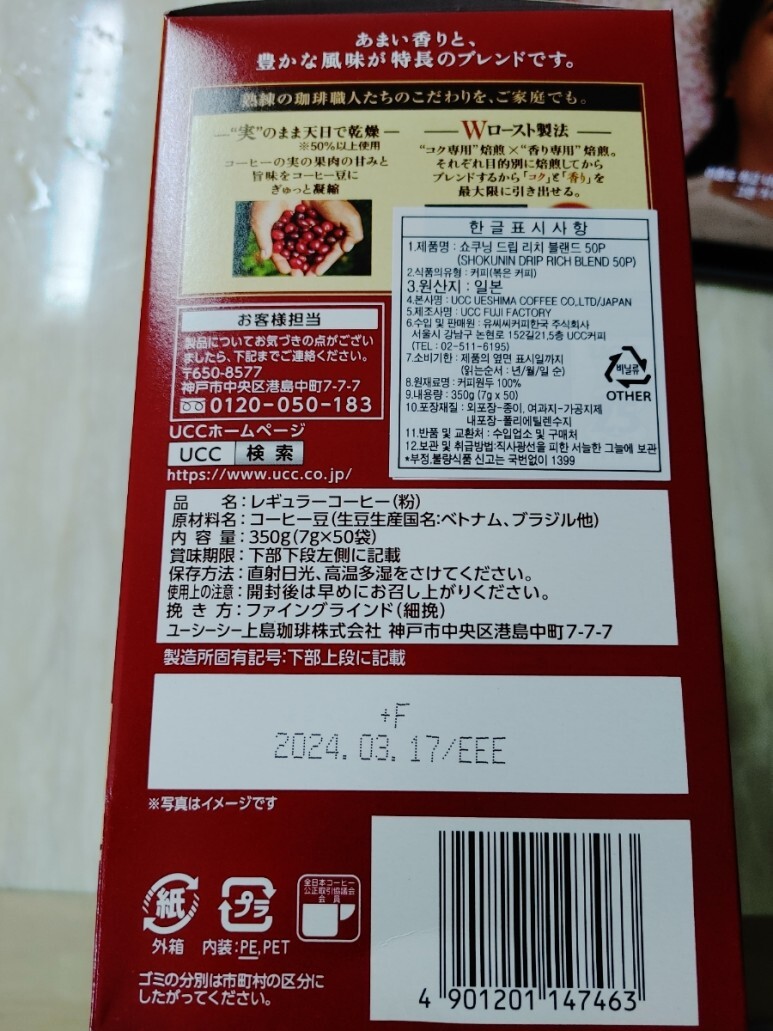 あまい香りと、
豊かな風味が特長のブレンドです。
熟練の珈琲職人たちのこだわりを、ご家庭でも。
“実”のまま天日で乾燥
※50%以上使用
コーヒーの実の果肉の甘みと
旨味をコーヒー豆に
ぎゅっと凝縮
Wロースト製法
“コク専用”焙煎×“香り専用”焙煎。
それぞれ目的別に焙煎してから
ブレンドするから「コク」と「香り」を
最大限に引き出せる。
한글표시사항
1.제품명 : 쇼쿠닝 드립 리치 블랜드 50P
(SHOKUNIN DRIP RICH BLEND 50P)
2.식품의유형 : 커피(볶은 커피)
3.원산지 : 일본
4.본사명 : UCC UESHIMA COFFEE CO.,LTD/JAPAN
5.제조사명 : UCC FUJI FACTORY
6.수입 및 판매원 : 유씨씨커피한국 주식회사
서울시 강남구 논현로 152길21,5층 UCC커피
(TEL : 02-511-6195)
7.소비기한 : 제품의 옆면 표시일까지
(읽는순서 : 년/월/일 순)
8.원재료명 : 커피원두 100%
9.내용량 : 350g (7g x 50)
10.포장재질 : 외포장-종이, 여과지-가공지제
내포장-폴리에틸렌수지
11.반품 및 교환처 : 수입업소 및 구매처
12.보관 및 취급방법:직사광선을 피한 서늘한 그늘에 보관
*부정,불량식품 신고는 국번없이 1399
비닐류
OTHER
お客様担当
製品についてお気づきの点がござい
ましたら、下記までご連絡ください。
〒650-8577
神戸市中央区港島中町7-7-7
0120-050-183
UCCホームページ
UCC 検索
https://www.ucc.co.jp/
品 名:レギュラーコーヒー(粉)
原材料名:コーヒー豆(生豆生産国名:ベトナム、ブラジル他)
内容量:350g(7g×50袋)
賞味期限:下部下段左側に記載
保存方法:直射日光、高温多湿をさけてください。
使用上の注意:開封後は早めにお召し上がりください。
挽き方:ファイングラインド(細挽)
ユーシーシー上島珈琲株式会社 神戸市中央区港島中町7-7-7
製造所固有記号:下部上段に記載
+F
2024.03.17/EEE
※写真はイメージです
紙
外箱
プラ
内装:PE,PET
全日本コーヒー
公正取引協議会
会員
ゴミの分別は市町村の区分に
したがってください。
4 901201 147463